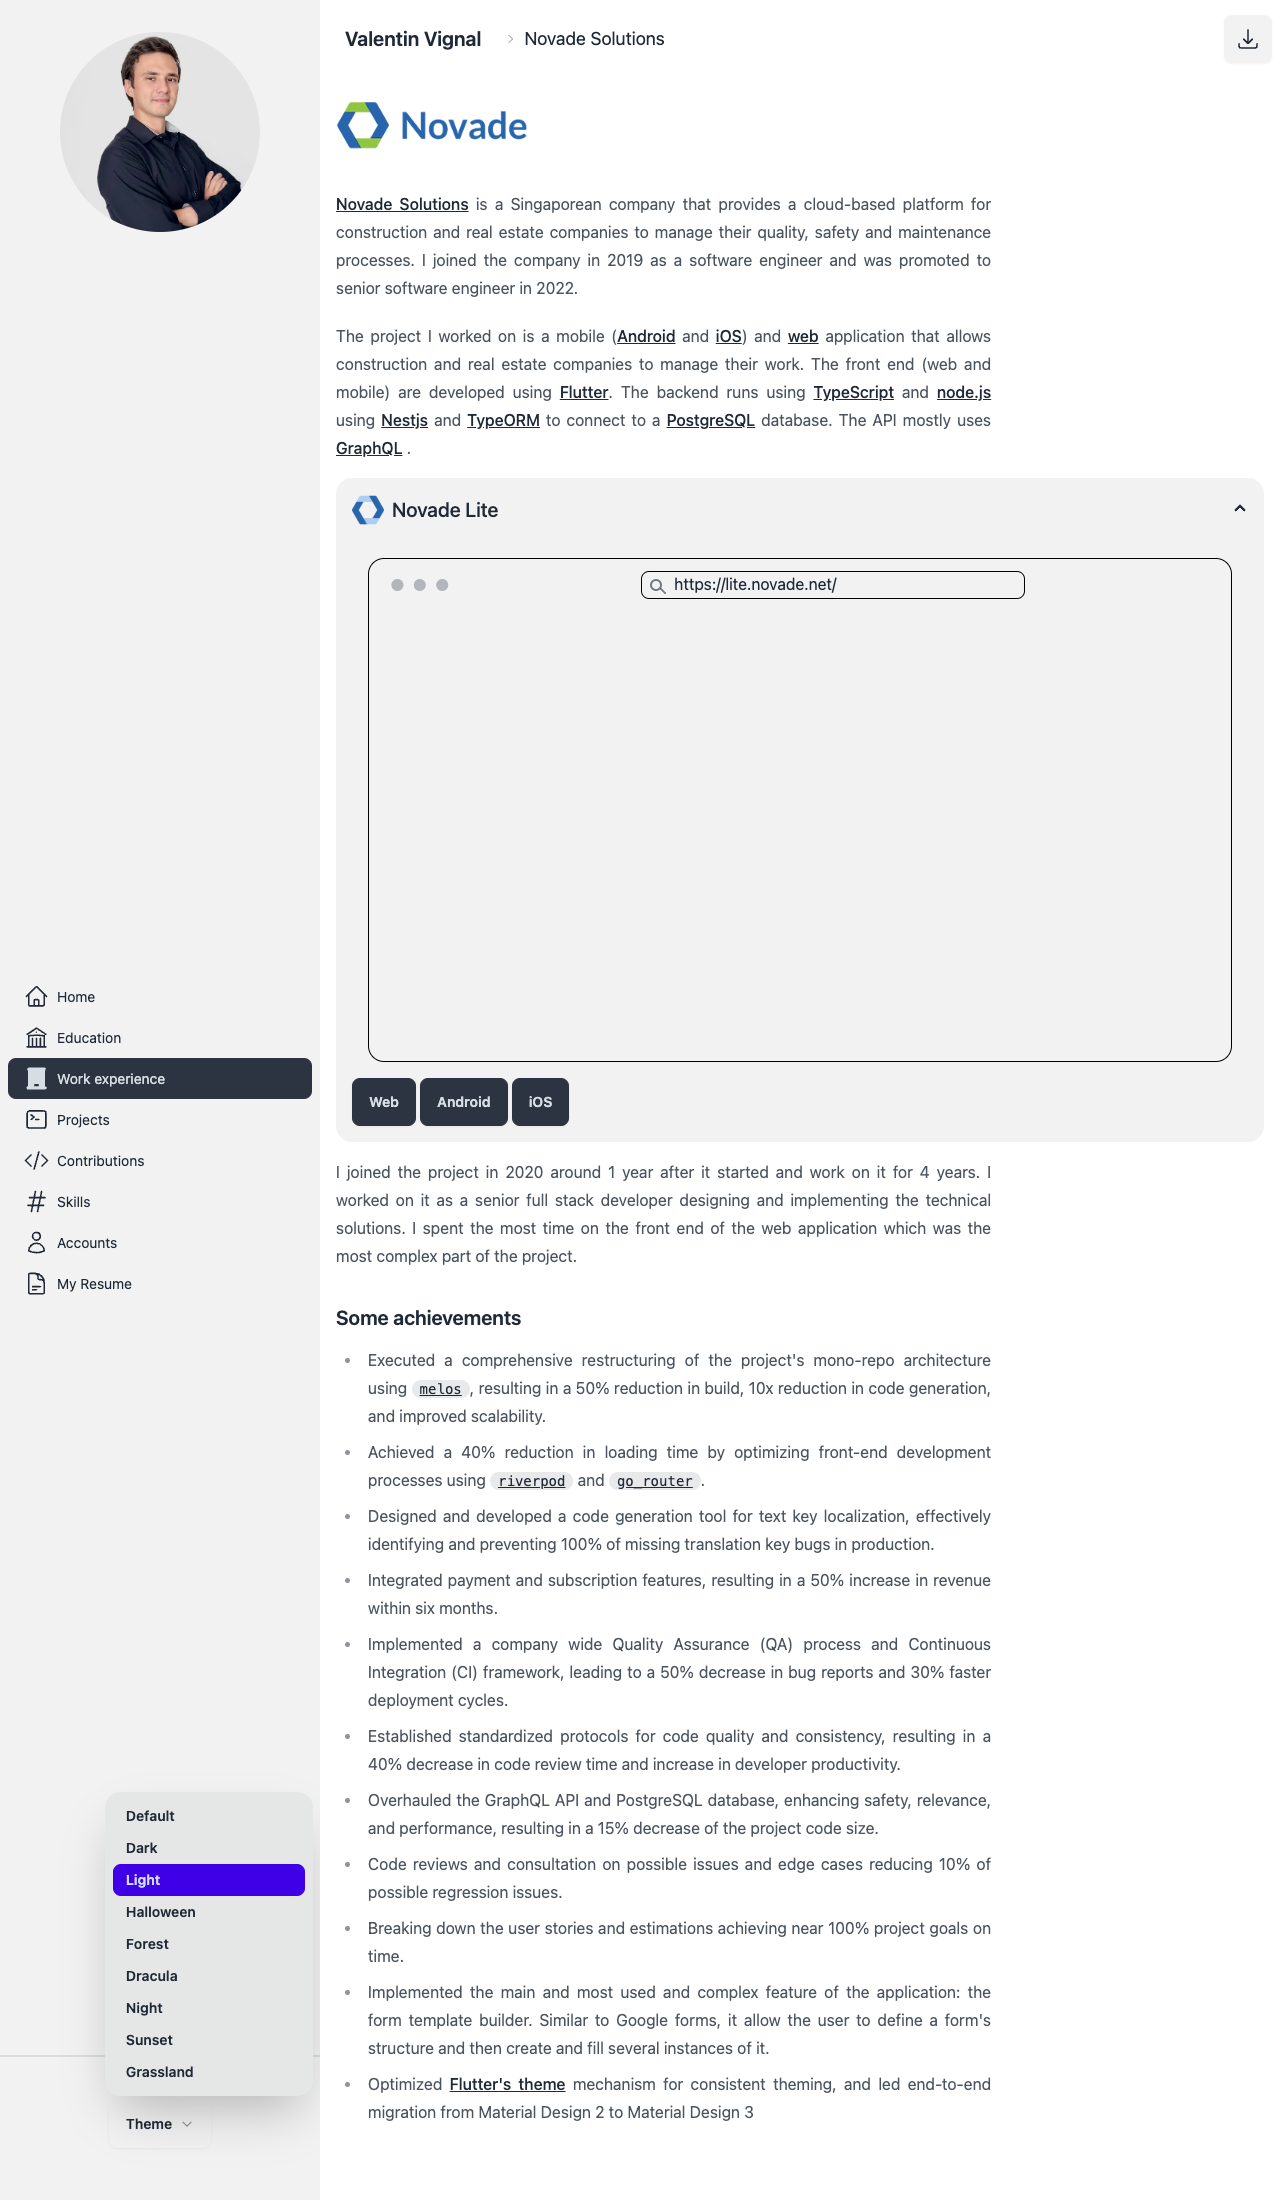 Valentin Vignal
Novade Solutions
Novade
Novade Solutions is a Singaporean company that provides a cloud-based platform for
construction and real estate companies to manage their quality, safety and maintenance
processes. I joined the company in 2019 as a software engineer and was promoted to
senior software engineer in 2022.
The project I worked on is a mobile (Android and iOS) and web application that allows
construction and real estate companies to manage their work. The front end (web and
mobile) are developed using Flutter. The backend runs using TypeScript and node.js
using Nestjs and TypeORM to connect to a PostgreSQL database. The API mostly uses
GraphQL .
Novade Lite
https://lite.novade.net/
Web Android iOS
I joined the project in 2020 around 1 year after it started and work on it for 4 years. I
worked on it as a senior full stack developer designing and implementing the technical
solutions. I spent the most time on the front end of the web application which was the
most complex part of the project.
Some achievements
• Executed a comprehensive restructuring of the project's mono-repo architecture
using melos, resulting in a 50% reduction in build, 10x reduction in code generation,
and improved scalability.
• Achieved a 40% reduction in loading time by optimizing front-end development
processes using riverpod and go_router.
• Designed and developed a code generation tool for text key localization, effectively
identifying and preventing 100% of missing translation key bugs in production.
• Integrated payment and subscription features, resulting in a 50% increase in revenue
within six months.
• Implemented a company wide Quality Assurance (QA) process and Continuous
Integration (CI) framework, leading to a 50% decrease in bug reports and 30% faster
deployment cycles.
• Established standardized protocols for code quality and consistency, resulting in a
40% decrease in code review time and increase in developer productivity.
• Overhauled the GraphQL API and PostgreSQL database, enhancing safety, relevance,
and performance, resulting in a 15% decrease of the project code size.
• Code reviews and consultation on possible issues and edge cases reducing 10% of
possible regression issues.
• Breaking down the user stories and estimations achieving near 100% project goals on
time.
• Implemented the main and most used and complex feature of the application: the
form template builder. Similar to Google forms, it allow the user to define a form's
structure and then create and fill several instances of it.
• Optimized Flutter's theme mechanism for consistent theming, and led end-to-end
migration from Material Design 2 to Material Design 3
Home
Education
Work experience
Projects
Contributions
Skills
Accounts
My Resume
Default
Dark
Light
Halloween
Forest
Dracula
Night
Sunset
Grassland
Theme